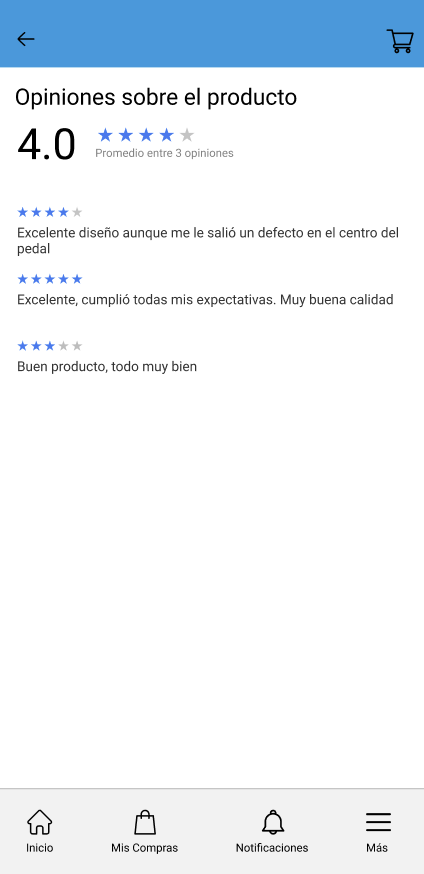 Opiniones sobre el producto
4.0
Promedio entre 3 opiniones
Excelente diseño aunque me le salió un defecto en el centro del
pedal
Excelente, cumplió todas mis expectativas. Muy buena calidad
Buen producto, todo muy bien
Inicio
Mis Compras
Notificaciones
Más